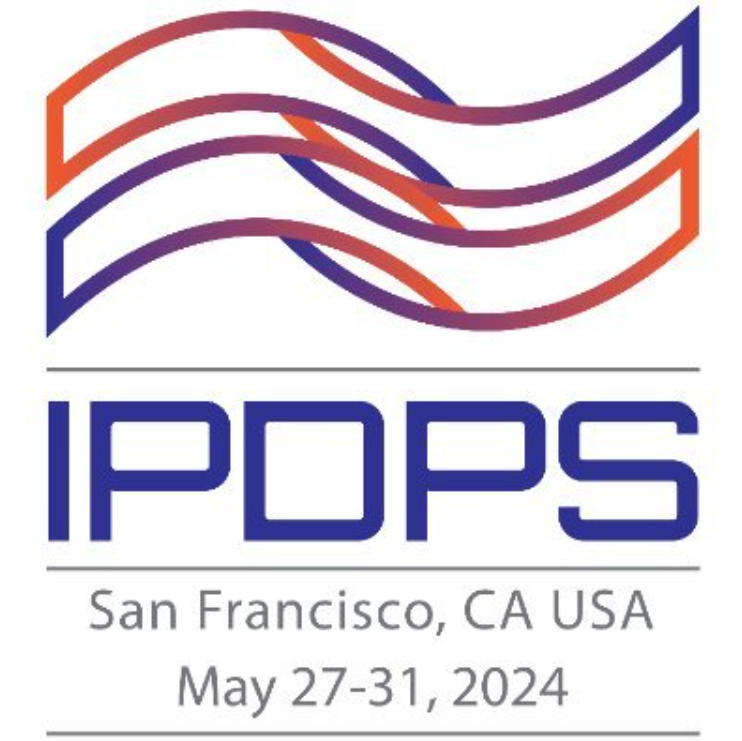 IPDPS
San Francisco, CA USA
May 27-31, 2024